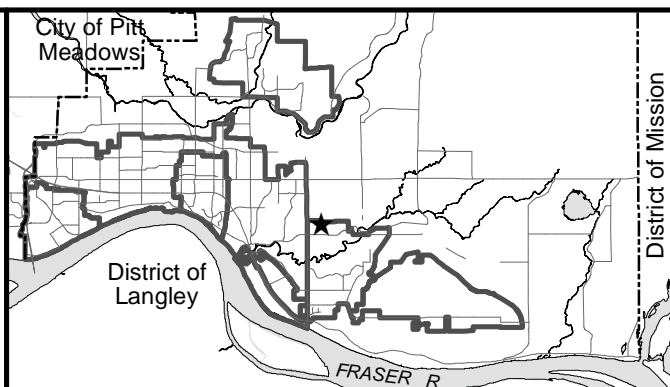 City of Pitt
Meadows
District of Mission
District of
Langley
FRASER R